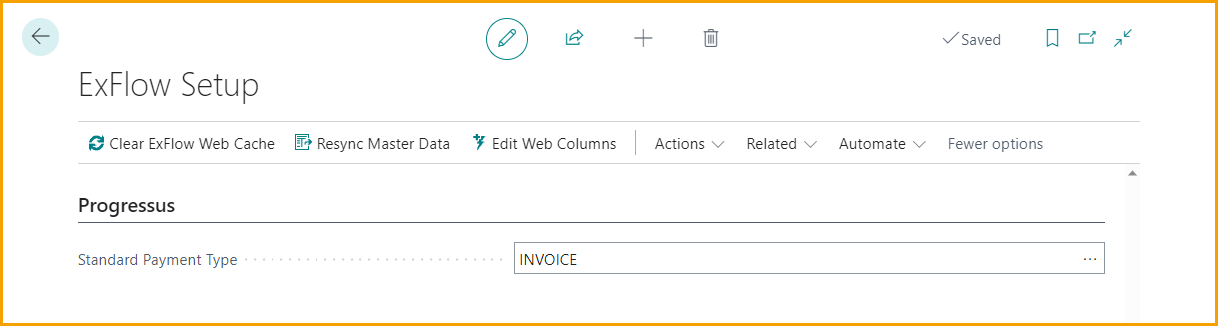 Saved
ExFlow Setup
Clear ExFlow Web Cache Resync Master Data Edit Web Columns Actions Related Automate Fewer options
Progressus
Standard Payment Type INVOICE ...